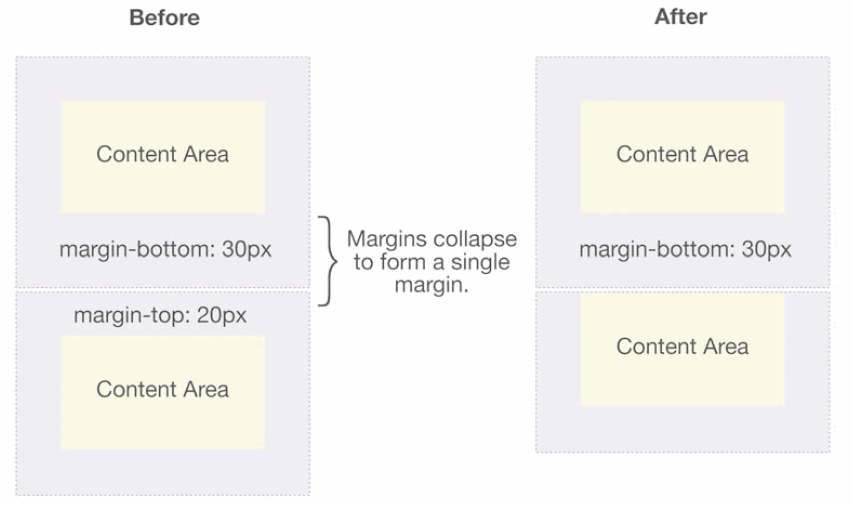 Before
After
Content Area
Content Area
margin-bottom: 30px
Margins collapse
to form a single
margin.
margin-bottom: 30px
margin-top: 20px
Content Area
Content Area